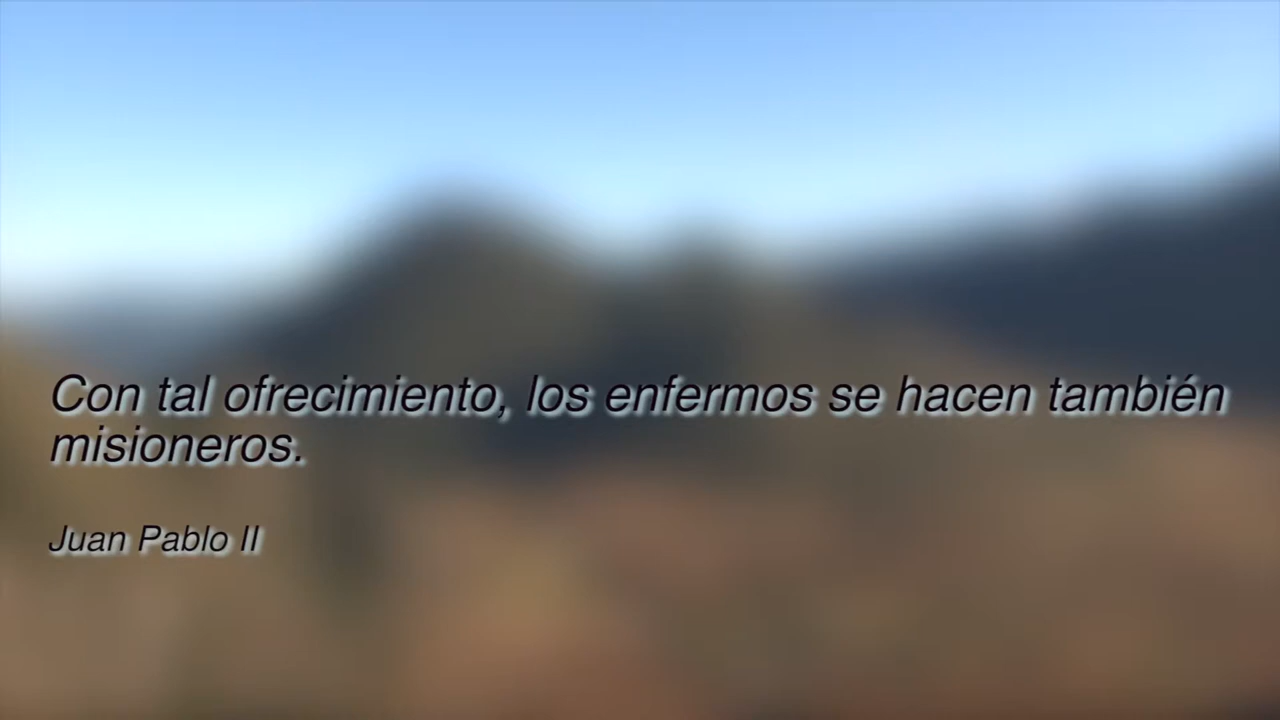 Con tal ofrecimiento, los enfermos se hacen también
misioneros.
Juan Pablo II